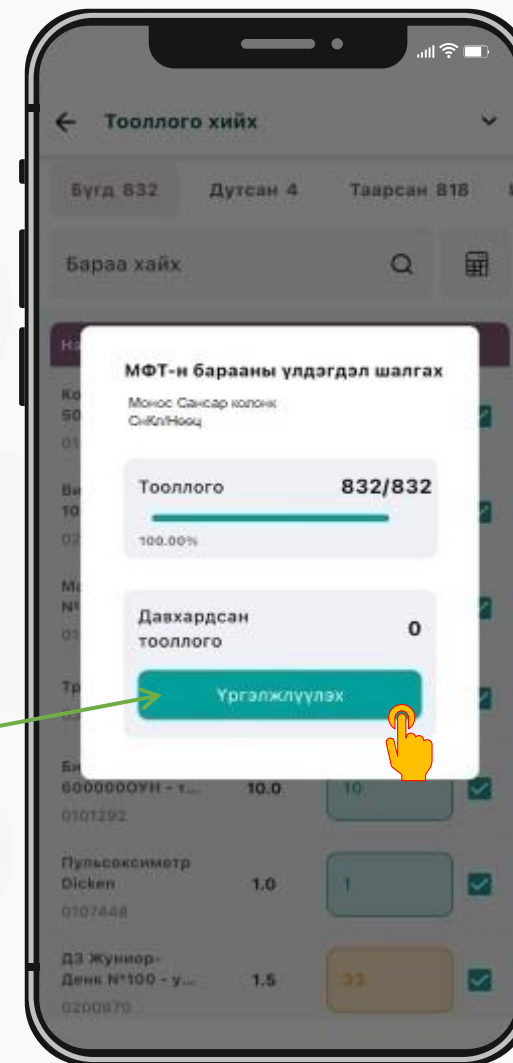 Тооллого хийх
Бүгд 832 Дутсан 4 Таарсан 818
Бараа хайх
МФТ-н барааны үлдэгдэл шалгах
Монос Сансар колонк
СнКл/Нөөц
Тооллого 832/832
100.00%
Давхардсан
тооллого
0
Үргэлжлүүлэх
600000ОУН - т... 10.0 10
0101292
Пульсоксиметр
Dicken 1.0 1
0107448
ДЗ Жуниор-
Денк №100 - у... 1.5 33
0200870